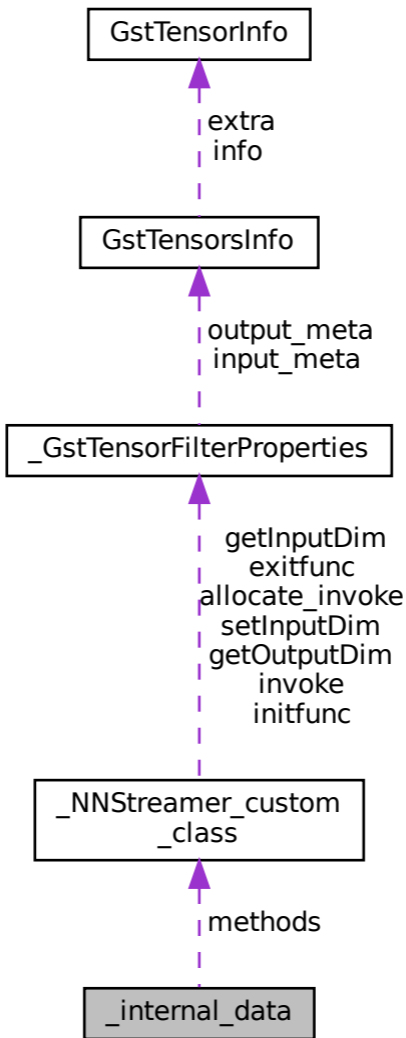 GstTensorInfo
extra
info
GstTensorsInfo
output_meta
input_meta
_GstTensorFilterProperties
getInputDim
exitfunc
allocate_invoke
setInputDim
getOutputDim
invoke
initfunc
_NNStreamer_custom
_class
methods
_internal_data